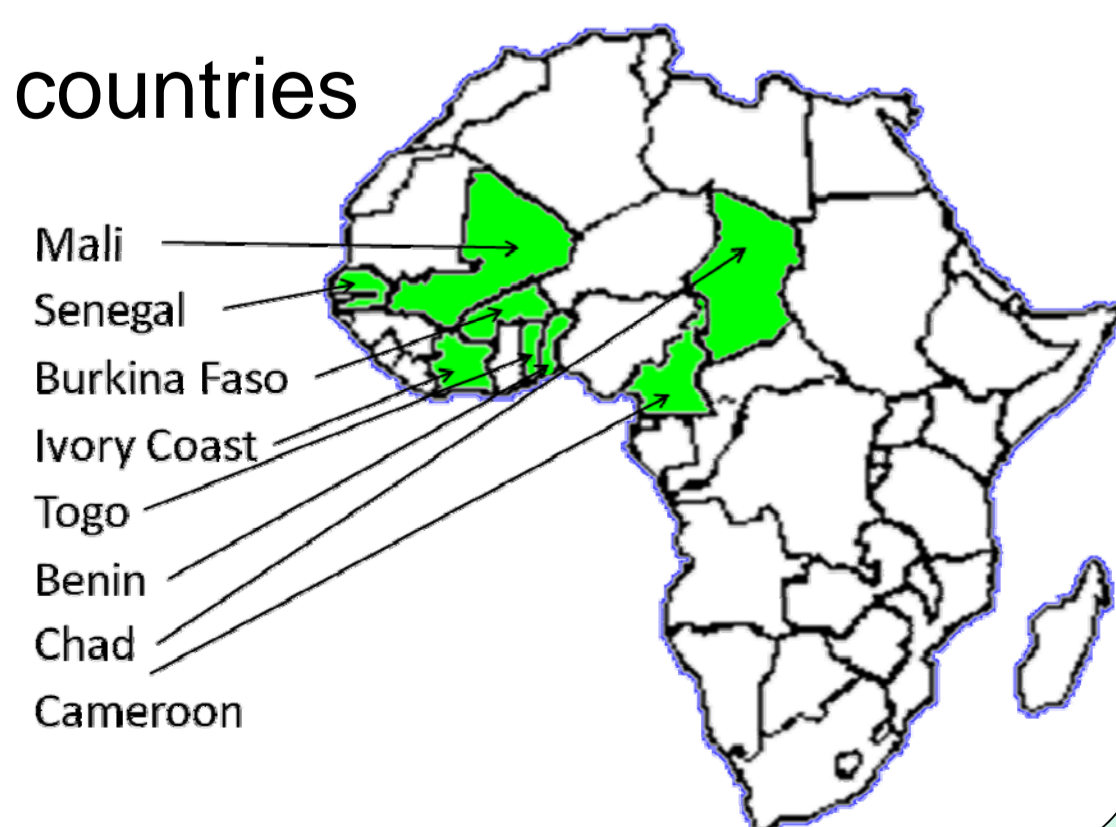 countries
Mali
Senegal
Burkina Faso
Ivory Coast
Togo
Benin
Chad
Cameroon